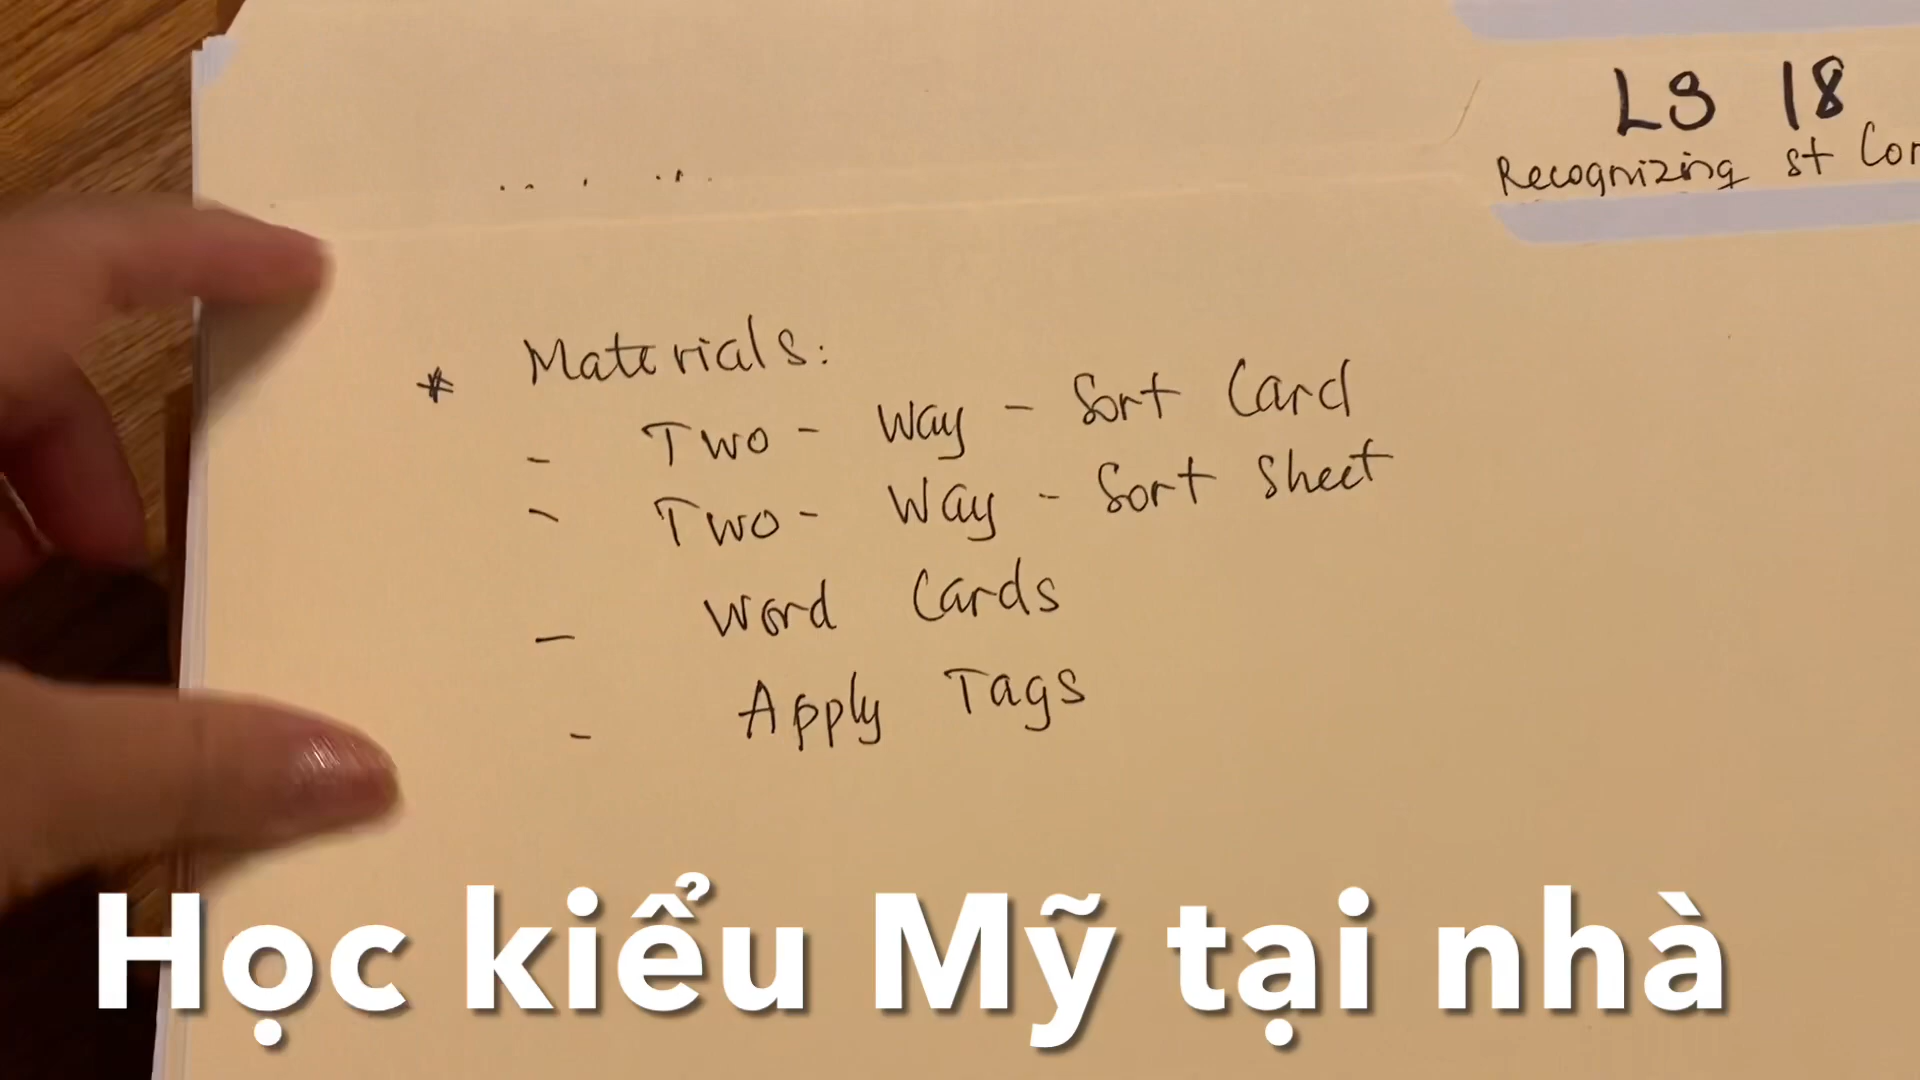 LS 18
Recognizing st
* Materials:
- Two - Way - Sort Card
- Two - Way - Sort Sheet
- Word Cards
- Apply Tags
Học kiểu Mỹ tại nhà